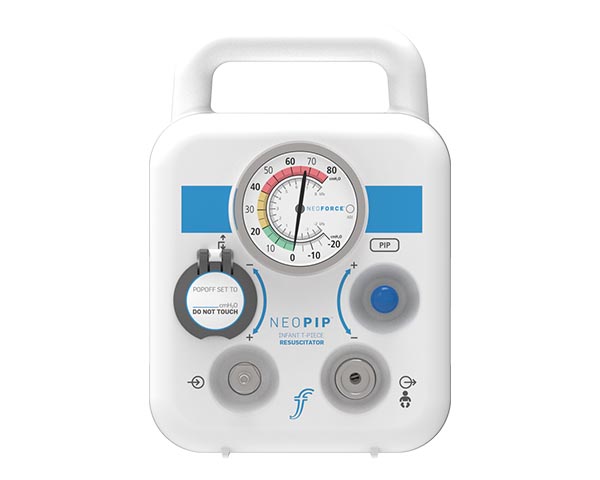 60
70
50
80
cmH₂O
40
30
NEOFORCE
20
-20
cmH₂O
10
0
-10
PIP
POPOFF SET TO
______cmH₂O
DO NOT TOUCH
-
+
NEOPIP
INFANT T-PIECE
RESUSCITATOR
+
-
f